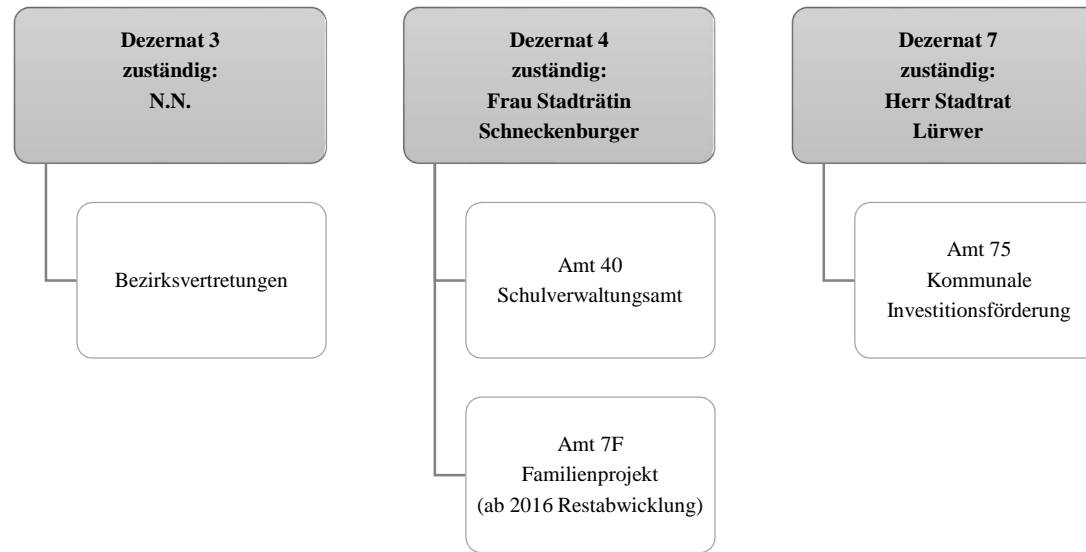 Dezernat 3
zuständig:
N.N.
Bezirksvertretungen
Dezernat 4
zuständig:
Frau Stadträtin
Schneckenburger
Amt 40
Schulverwaltungsamt
Amt 7F
Familienprojekt
(ab 2016 Restabwicklung)
Dezernat 7
zuständig:
Herr Stadtrat
Lürwer
Amt 75
Kommunale
Investitionsförderung